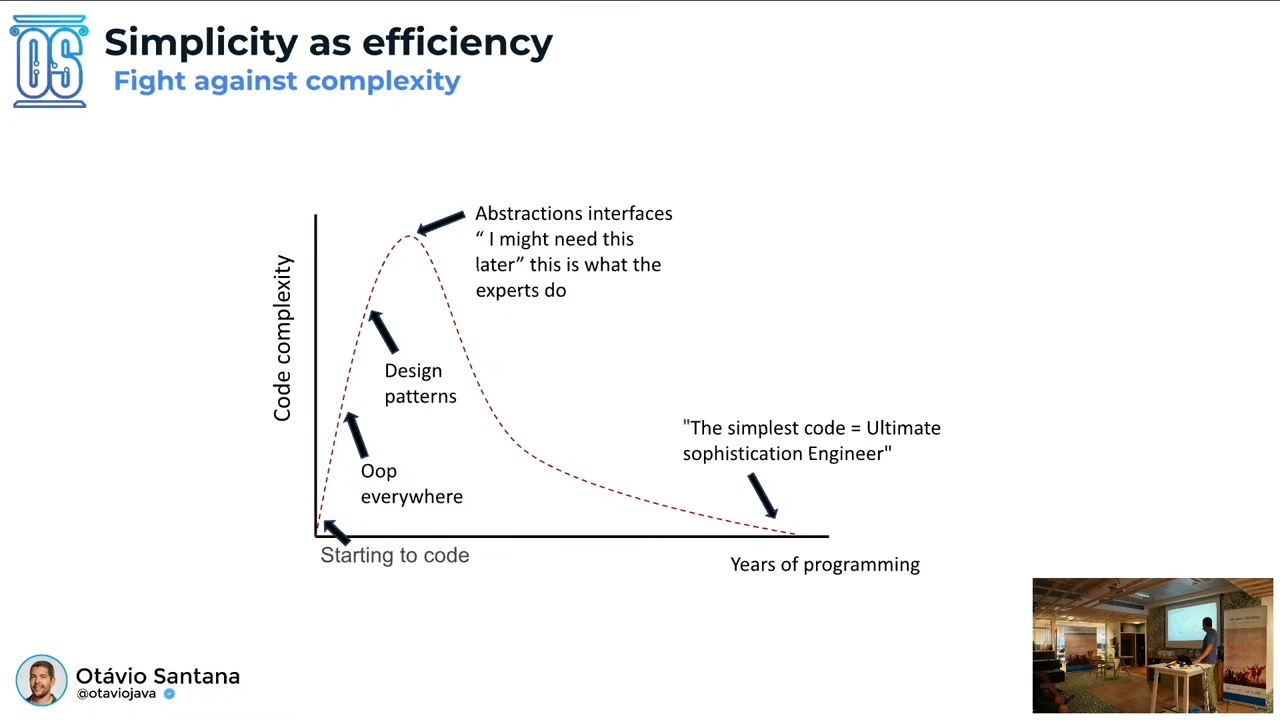 OS
Simplicity as efficiency
Fight against complexity
Abstractions interfaces
“ I might need this
later” this is what the
experts do
Code complexity
Design
patterns
"The simplest code = Ultimate
sophistication Engineer"
Oop
everywhere
Starting to code
Years of programming
Otávio Santana
@otaviojava